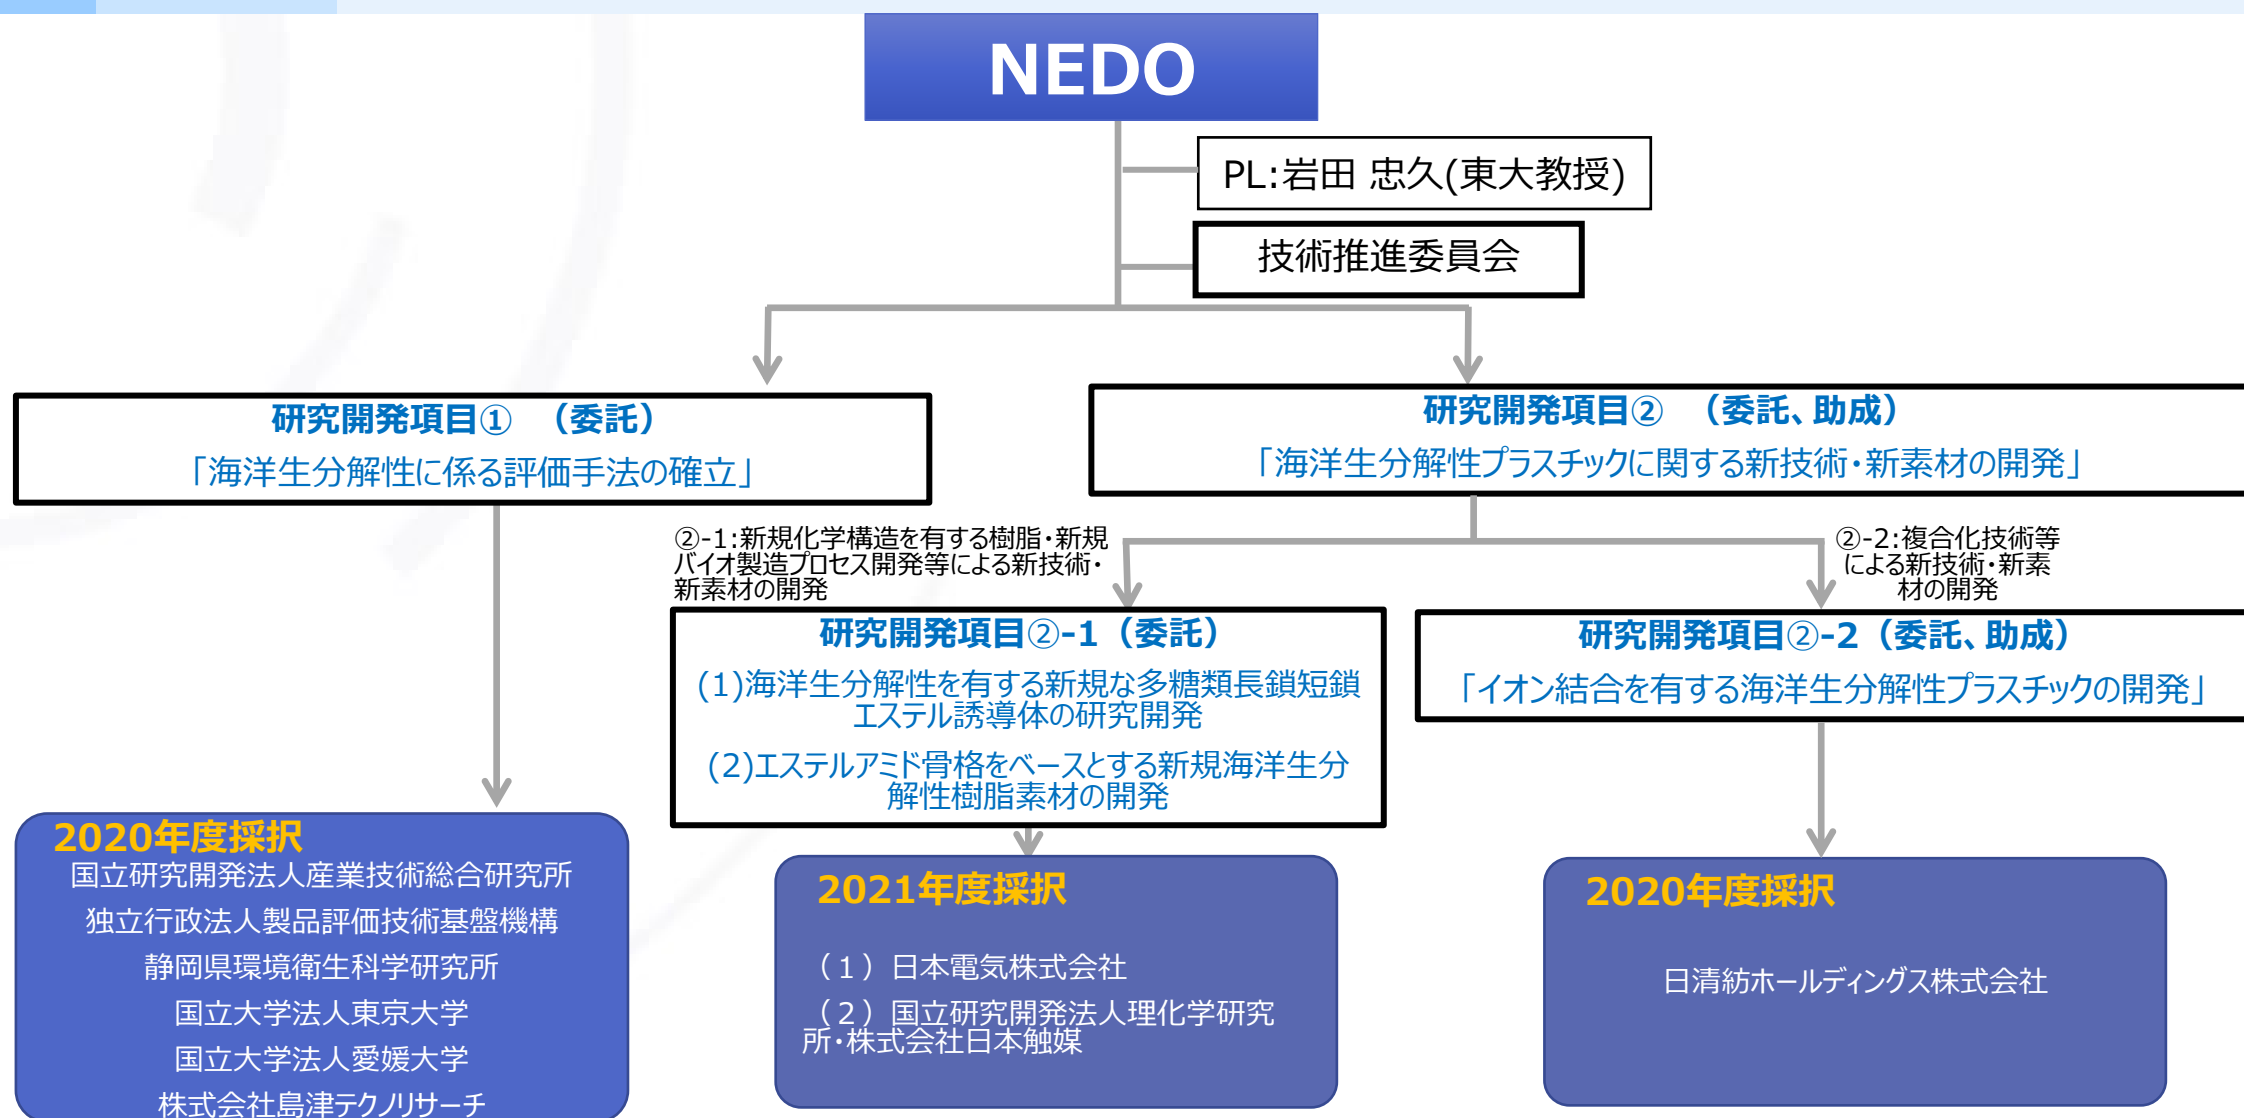 NEDO
PL:岩田 忠久(東大教授)
技術推進委員会
研究開発項目① （委託）
「海洋生分解性に係る評価手法の確立」
研究開発項目② （委託、助成）
「海洋生分解性プラスチックに関する新技術・新素材の開発」
②-1:新規化学構造を有する樹脂・新規
バイオ製造プロセス開発等による新技術・
新素材の開発
②-2:複合化技術等
による新技術・新素
材の開発
研究開発項目②-1（委託）
(1)海洋生分解性を有する新規な多糖類長鎖短鎖
エステル誘導体の研究開発
(2)エステルアミド骨格をベースとする新規海洋生分
解性樹脂素材の開発
研究開発項目②-2（委託、助成）
「イオン結合を有する海洋生分解性プラスチックの開発」
2020年度採択
国立研究開発法人産業技術総合研究所
独立行政法人製品評価技術基盤機構
静岡県環境衛生科学研究所
国立大学法人東京大学
国立大学法人愛媛大学
株式会社島津テクノリサーチ
2021年度採択
（1）日本電気株式会社
（2）国立研究開発法人理化学研究
所・株式会社日本触媒
2020年度採択
日清紡ホールディングス株式会社